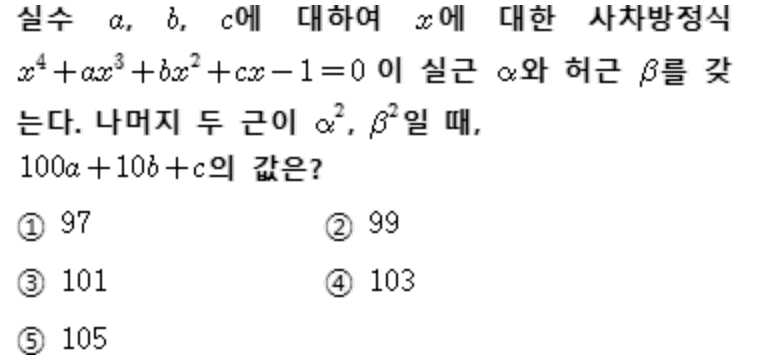 실수 a, b, c에 대하여 x에 대한 사차방정식
x⁴+ax³+bx²+cx−1=0 이 실근 α와 허근 β를 갖
는다. 나머지 두 근이 α², β²일 때,
100a+10b+c의 값은?
① 97 ② 99
③ 101 ④ 103
⑤ 105